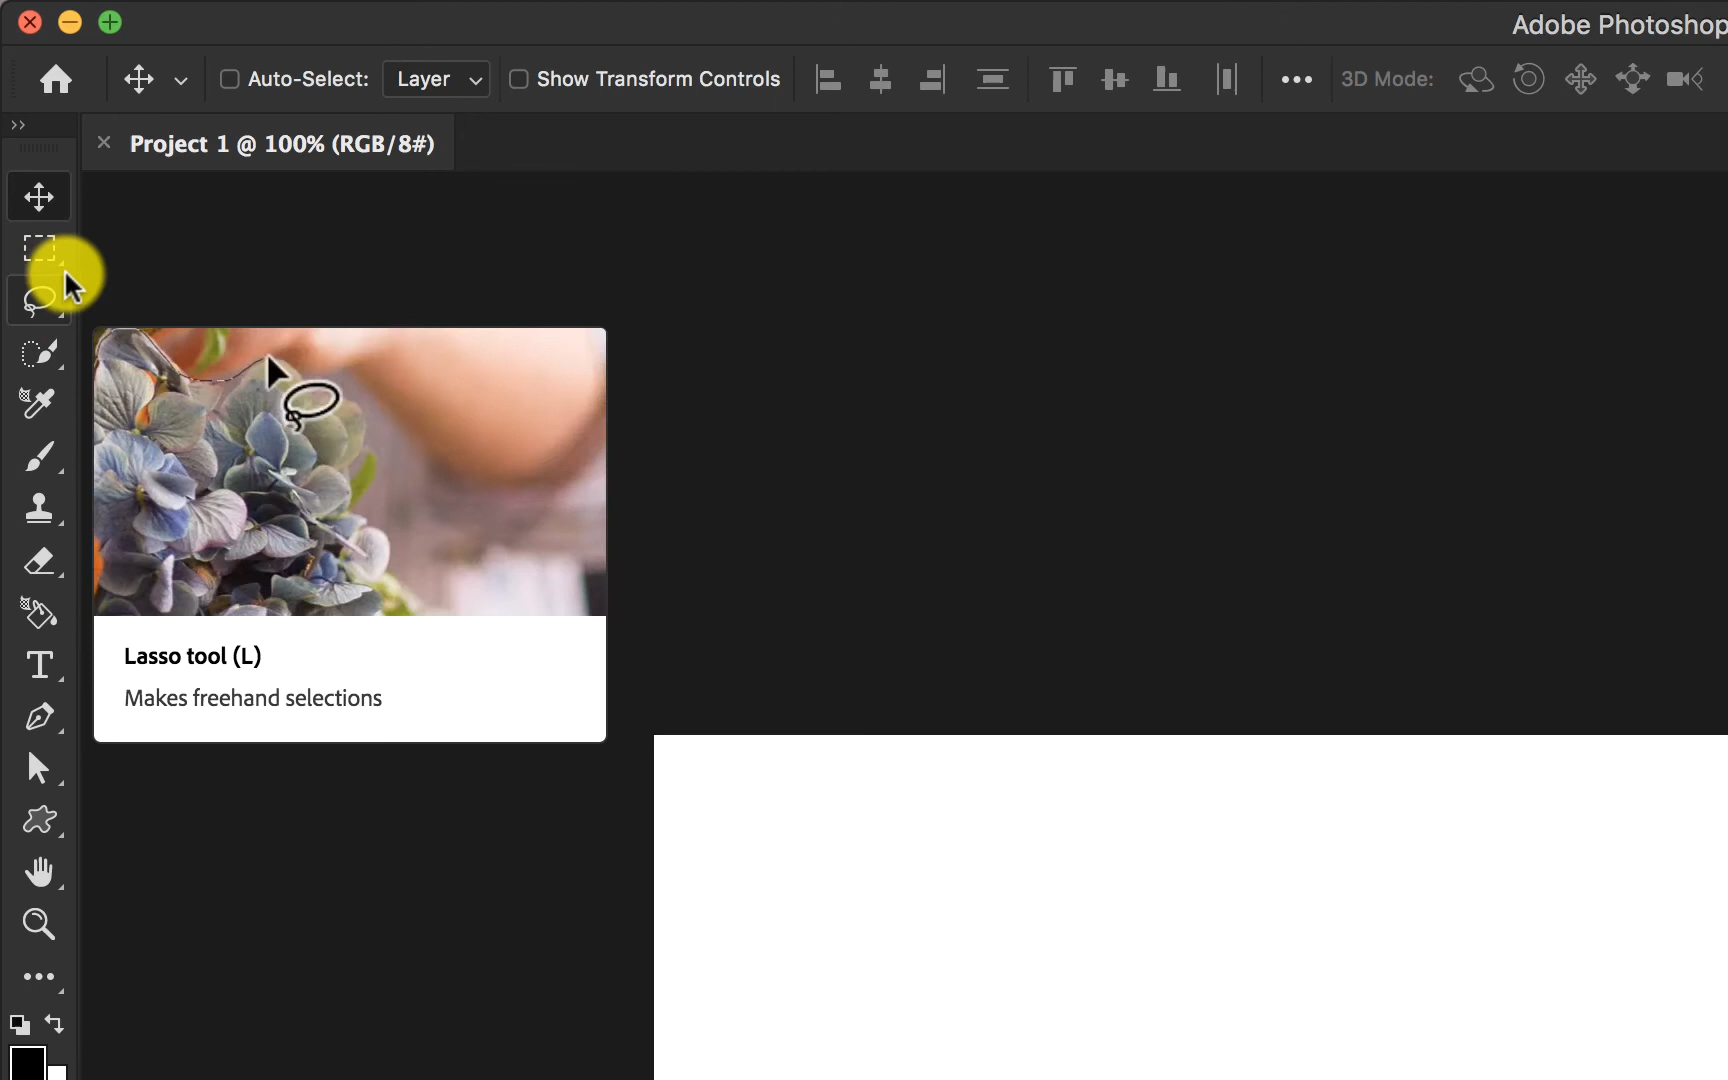 Adobe Photoshop
Auto-Select: Layer Show Transform Controls 3D Mode:
Project 1 @ 100% (RGB/8#)
Lasso tool (L)
Makes freehand selections